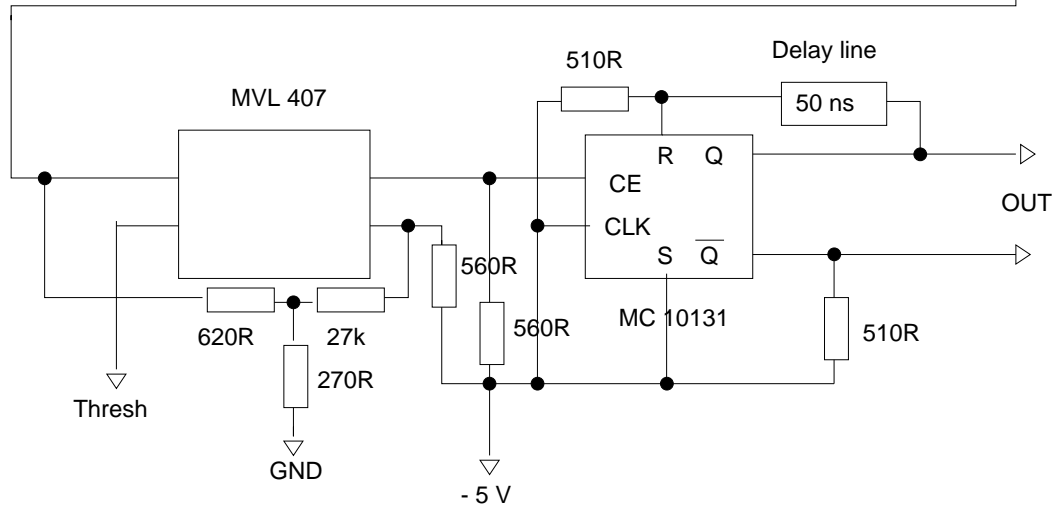 Delay line
510R
MVL 407
50 ns
R Q
CE
OUT
CLK
S Q
560R
560R
MC 10131
620R
27k
510R
270R
Thresh
GND
- 5 V